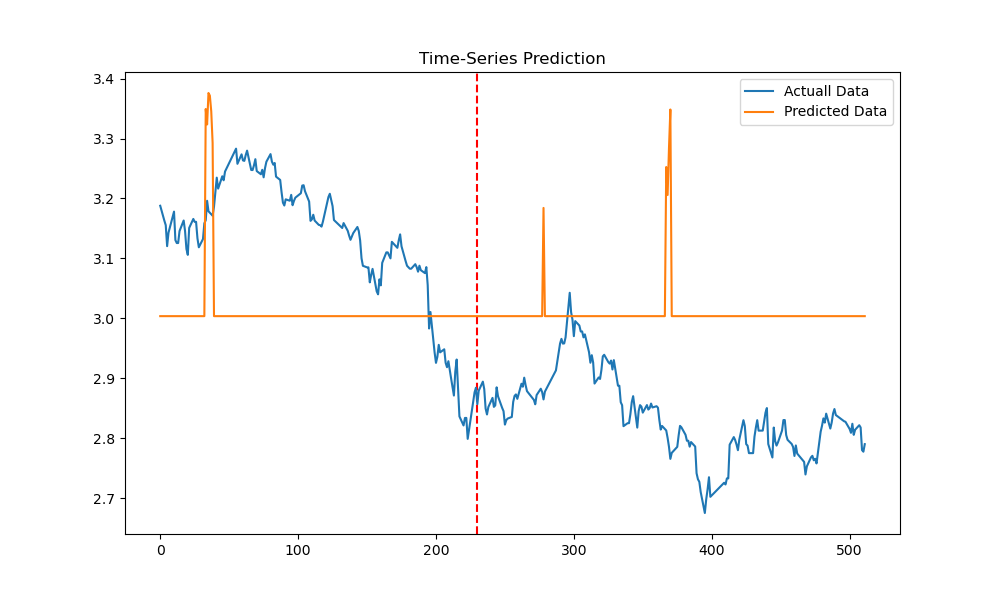 Time-Series Prediction
Actuall Data
Predicted Data
3.4
3.3
3.2
3.1
3.0
2.9
2.8
2.7
0 100 200 300 400 500